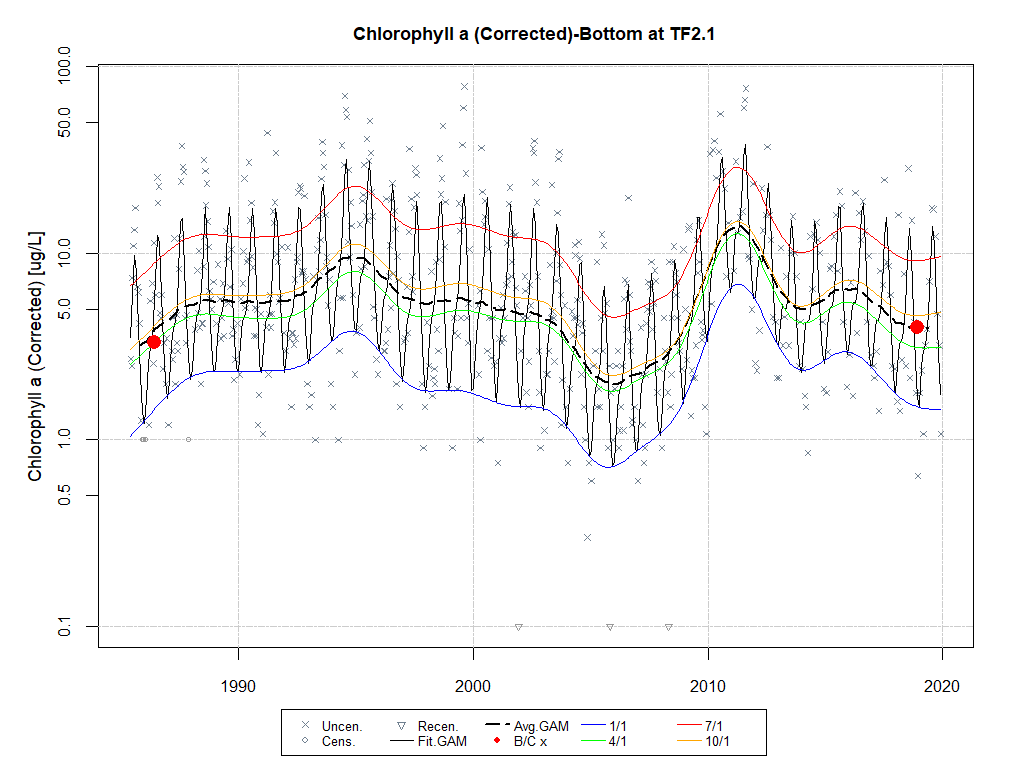 Chlorophyll a (Corrected)-Bottom at TF2.1
Chlorophyll a (Corrected) [ug/L]
100.0
50.0
10.0
5.0
1.0
0.5
0.1
1990 2000 2010 2020
Uncen. Recen. Avg.GAM 1/1 7/1
Cens. Fit.GAM B/C x 4/1 10/1